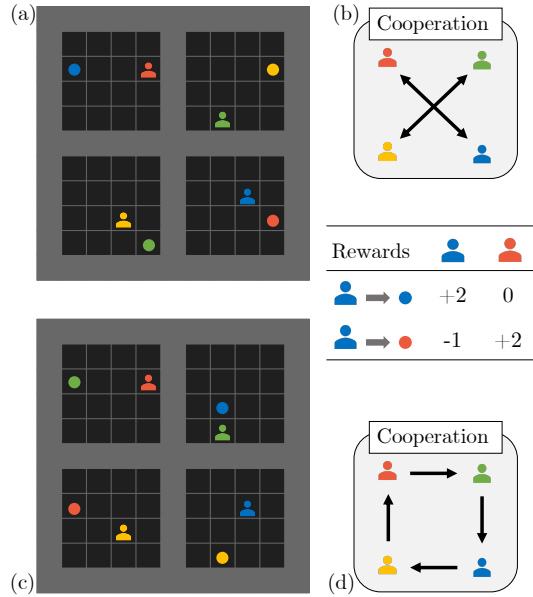 (a)
(b)
Cooperation
Rewards
+2 0
-1 +2
Cooperation
(c)
(d)